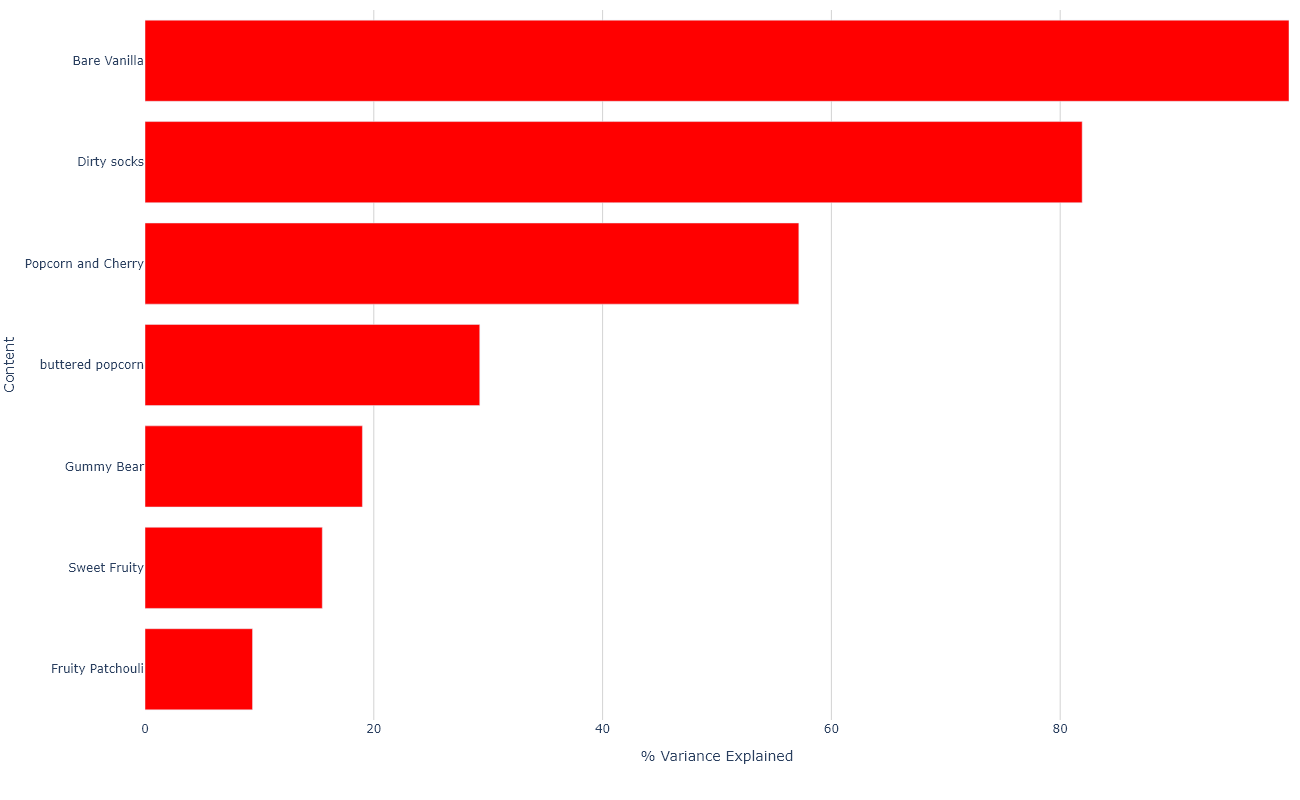 Bare Vanilla
Dirty socks
Popcorn and Cherry
buttered popcorn
Gummy Bear
Sweet Fruity
Fruity Patchouli
Content
0 20 40 60 80
% Variance Explained